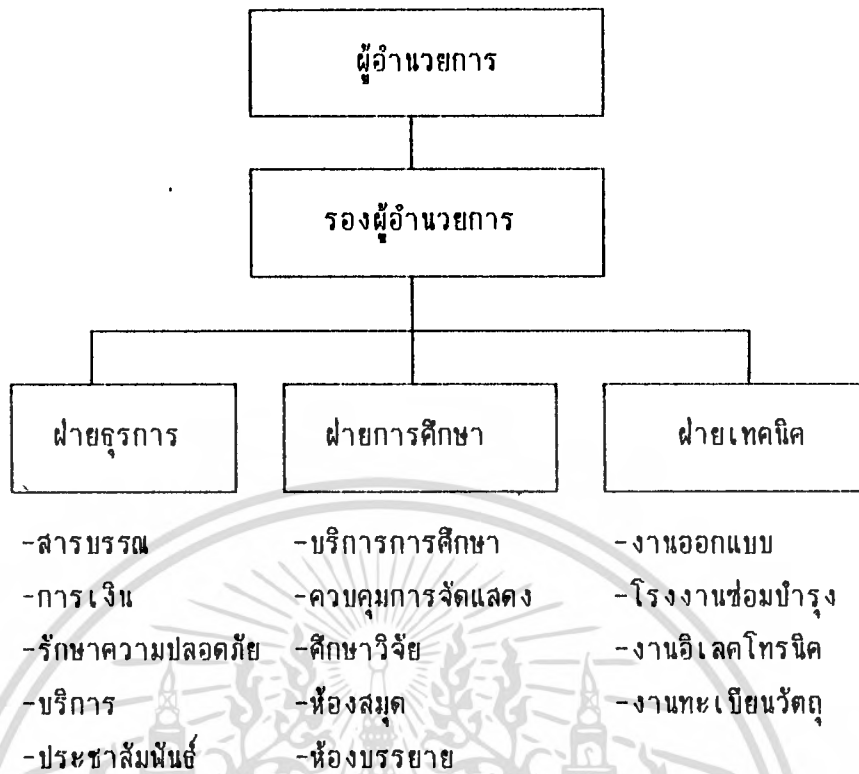 ผู้อำนวยการ
รองผู้อำนวยการ
ฝ่ายธุรการ
ฝ่ายการศึกษา
ฝ่ายเทคนิค
-สารบรรณ
-การเงิน
-รักษาความปลอดภัย
-บริการ
-ประชาสัมพันธ์
-บริการการศึกษา
-ควบคุมการจัดแสดง
-ศึกษาวิจัย
-ห้องสมุด
-ห้องบรรยาย
-งานออกแบบ
-โรงงานซ่อมบำรุง
-งานอิเลคโทรนิค
-งานทะเบียนวัตถุ